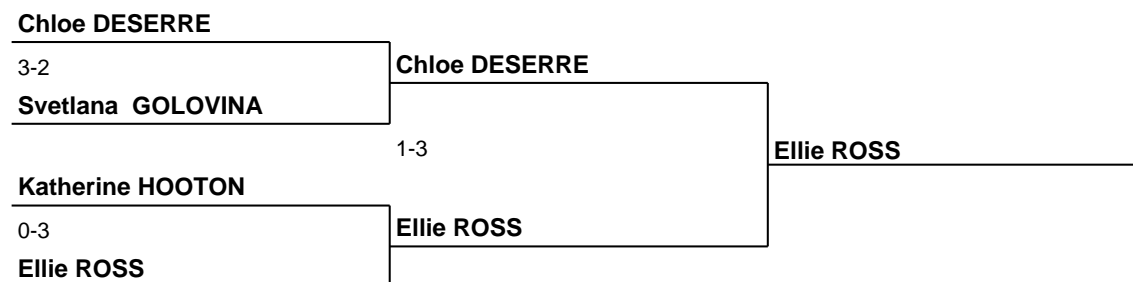 Chloe DESERRE
3-2
Chloe DESERRE
Svetlana GOLOVINA
1-3
Ellie ROSS
Katherine HOOTON
0-3
Ellie ROSS
Ellie ROSS